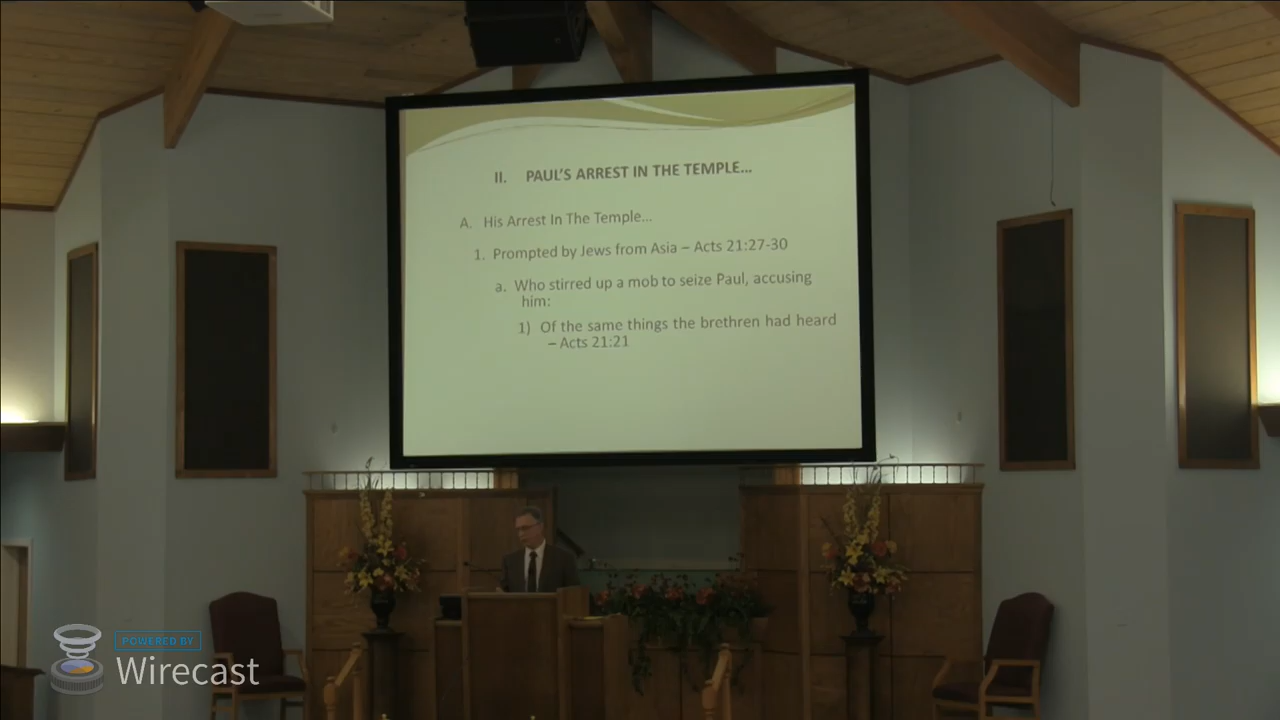 II. PAUL'S ARREST IN THE TEMPLE...
A. His Arrest In The Temple...
1. Prompted by Jews from Asia – Acts 21:27-30
a. Who stirred up a mob to seize Paul, accusing
him:
1) Of the same things the brethren had heard
– Acts 21:21
POWERED BY
Wirecast